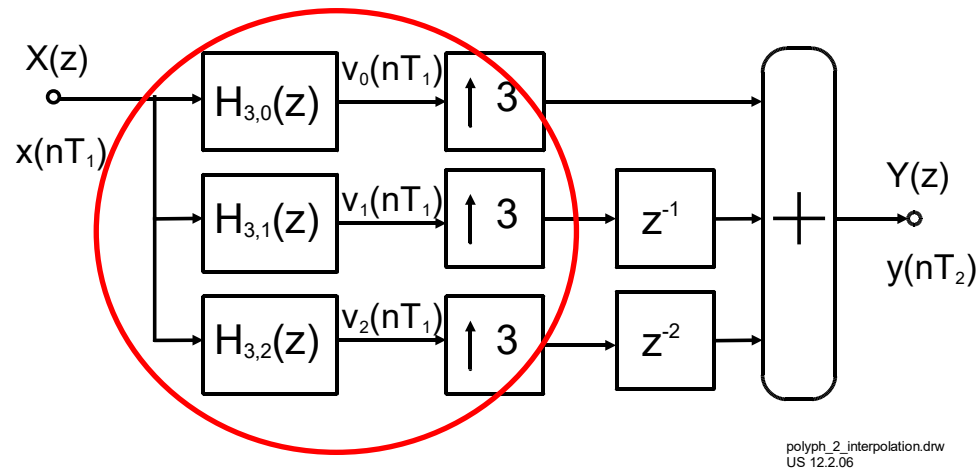 X(z)
x(nT₁)
H₃,₀(z)
v₀(nT₁)
↑ 3
H₃,₁(z)
v₁(nT₁)
↑ 3
z⁻¹
H₃,₂(z)
v₂(nT₁)
↑ 3
z⁻²
+
Y(z)
y(nT₂)
polyph_2_interpolation.drw
US 12.2.06